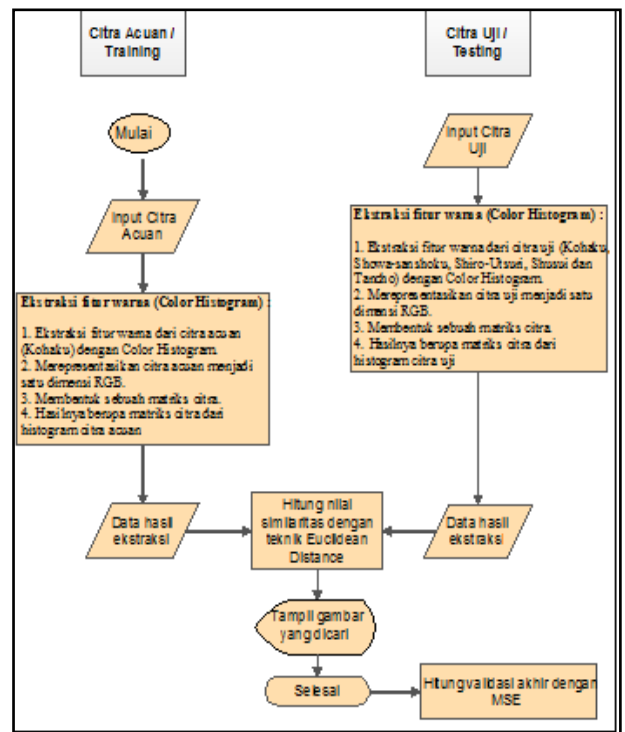 Citra Acuan /
Training
Citra Uji /
Testing
Mulai
Input Citra
Acuan
Input Citra
Uji
Ekstraksi fitur warna (Color Histogram) :
1. Ekstraksi fitur warna dari citra acuan
(Kohaku) dengan Color Histogram.
2. Merepresentasikan citra acuan menjadi
satu dimensi RGB.
3. Membentuk sebuah matriks citra.
4. Hasilnya berupa matriks citra dari
histogram citra acuan
Ekstraksi fitur warna (Color Histogram) :
1. Ekstraksi fitur warna dari citra uji (Kohaku,
Showa-sanshoku, Shiro-Utsuri, Shusui dan
Tancho) dengan Color Histogram.
2. Merepresentasikan citra uji menjadi satu
dimensi RGB.
3. Membentuk sebuah matriks citra.
4. Hasilnya berupa matriks citra dari
histogram citra uji
Data hasil
ekstraksi
Hitung nilai
similaritas dengan
teknik Euclidean
Distance
Data hasil
ekstraksi
Tampil gambar
yang dicari
Selesai
Hitung validasi akhir dengan
MSE